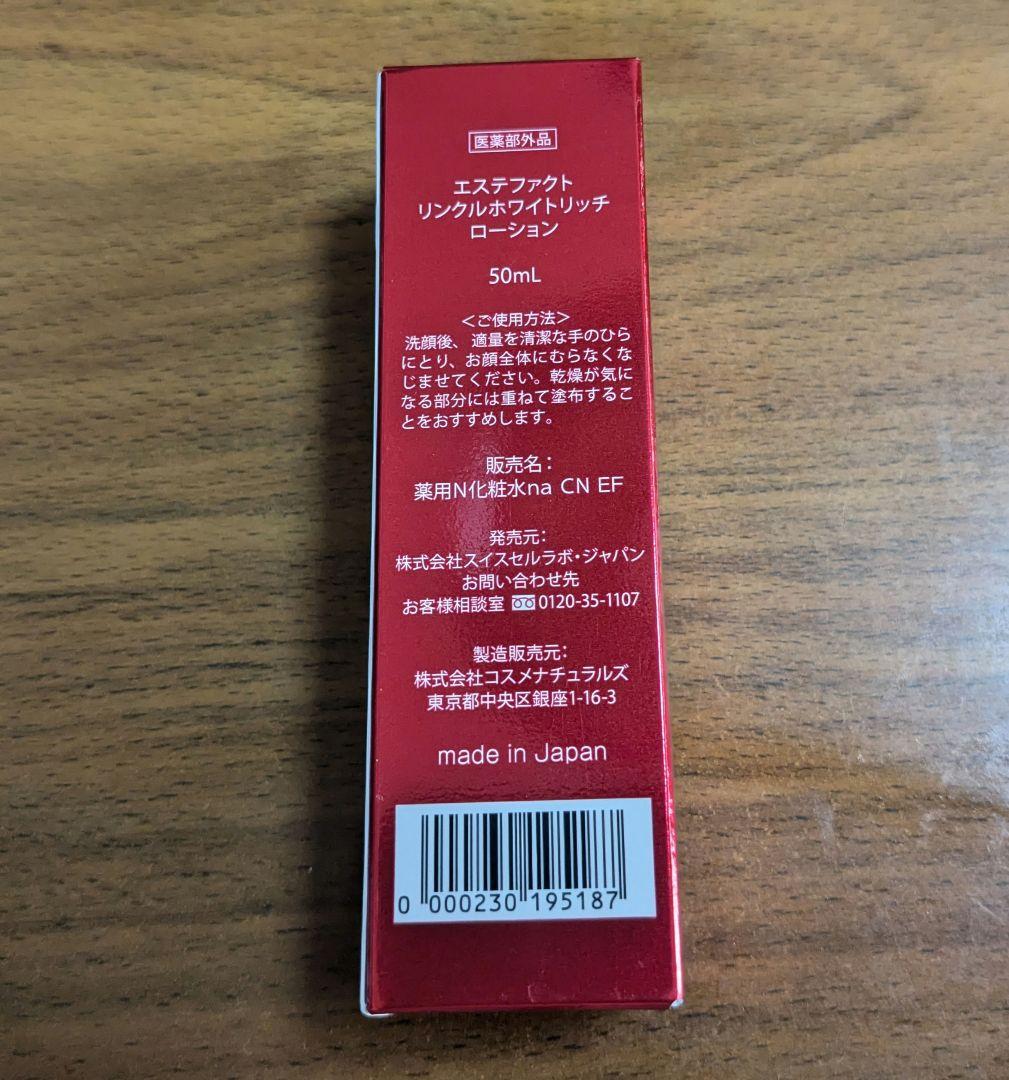 医薬部外品
エステファクト
リンクルホワイトリッチ
ローション
50mL
＜ご使用方法＞
洗顔後、適量を清潔な手のひら
にとり、お顔全体にむらなくな
じませてください。乾燥が気に
なる部分には重ねて塗布するこ
とをおすすめします。
販売名：
薬用N化粧水na CN EF
発売元：
株式会社スイスセルラボ・ジャパン
お問い合わせ先
お客様相談室 0120-35-1107
製造販売元：
株式会社コスメナチュラルズ
東京都中央区銀座1-16-3
made in Japan
0 000230 195187